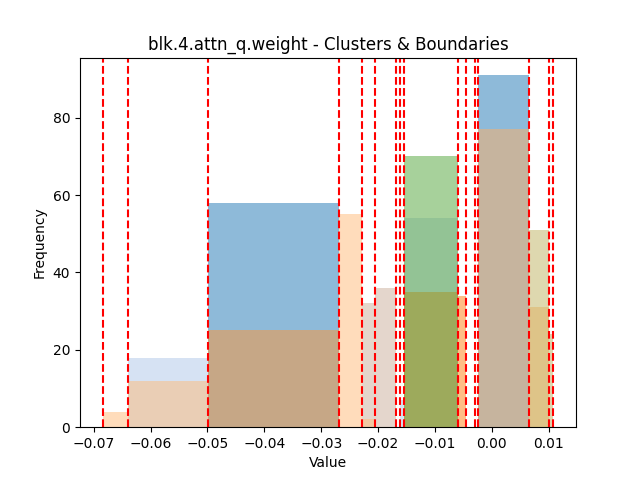 blk.4.attn_q.weight - Clusters & Boundaries
Frequency
80
60
40
20
0
−0.07 −0.06 −0.05 −0.04 −0.03 −0.02 −0.01 0.00 0.01
Value